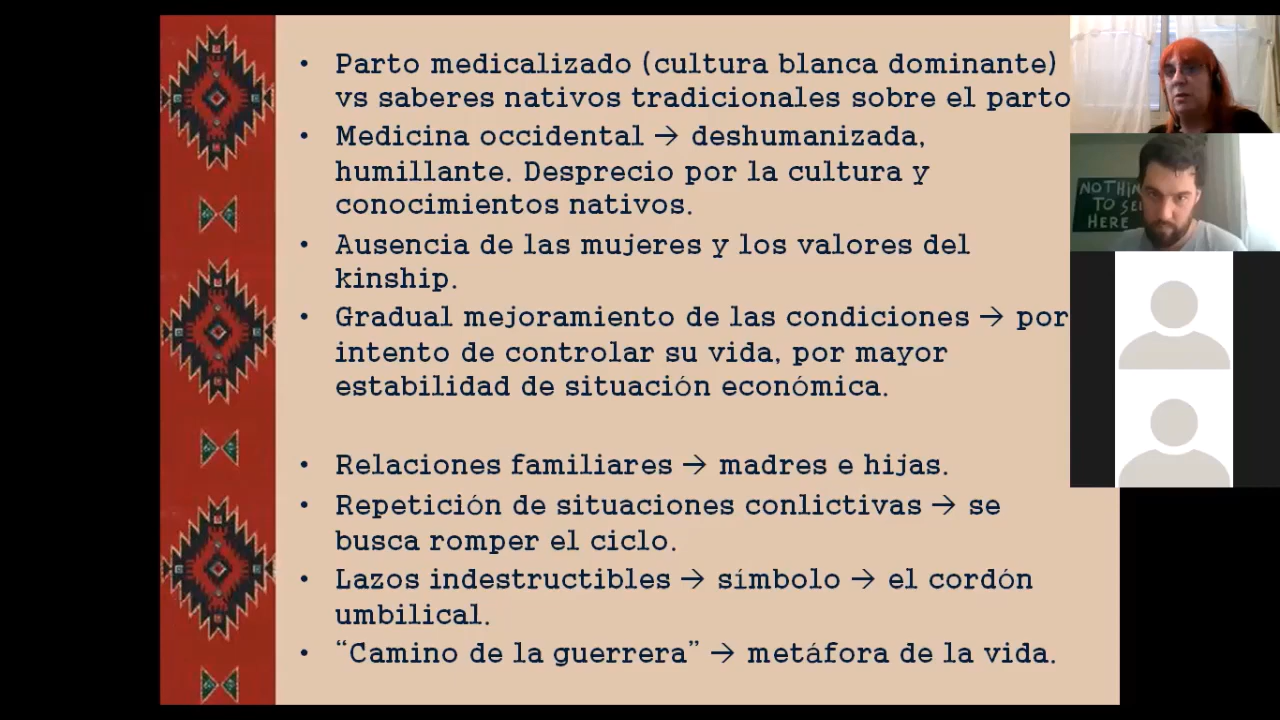 • Parto medicalizado (cultura blanca dominante)
vs saberes nativos tradicionales sobre el parto
• Medicina occidental → deshumanizada,
humillante. Desprecio por la cultura y
conocimientos nativos.
• Ausencia de las mujeres y los valores del
kinship.
• Gradual mejoramiento de las condiciones → por
intento de controlar su vida, por mayor
estabilidad de situación económica.
• Relaciones familiares → madres e hijas.
• Repetición de situaciones conlictivas → se
busca romper el ciclo.
• Lazos indestructibles → símbolo → el cordón
umbilical.
• “Camino de la guerrera” → metáfora de la vida.
TO
HERE